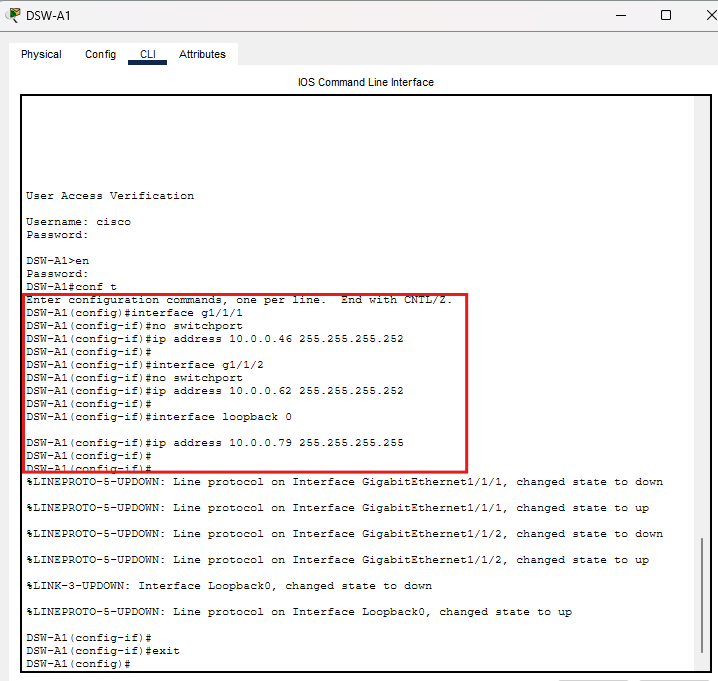 DSW-A1
Physical Config CLI Attributes
IOS Command Line Interface
User Access Verification
Username: cisco
Password:
DSW-A1>en
Password:
DSW-A1#conf t
Enter configuration commands, one per line.  End with CNTL/Z.
DSW-A1(config)#interface g1/1/1
DSW-A1(config-if)#no switchport
DSW-A1(config-if)#ip address 10.0.0.46 255.255.255.252
DSW-A1(config-if)#
DSW-A1(config-if)#interface g1/1/2
DSW-A1(config-if)#no switchport
DSW-A1(config-if)#ip address 10.0.0.62 255.255.255.252
DSW-A1(config-if)#
DSW-A1(config-if)#interface loopback 0
DSW-A1(config-if)#ip address 10.0.0.79 255.255.255.255
DSW-A1(config-if)#
DSW-A1(config-if)#
%LINEPROTO-5-UPDOWN: Line protocol on Interface GigabitEthernet1/1/1, changed state to down
%LINEPROTO-5-UPDOWN: Line protocol on Interface GigabitEthernet1/1/1, changed state to up
%LINEPROTO-5-UPDOWN: Line protocol on Interface GigabitEthernet1/1/2, changed state to down
%LINEPROTO-5-UPDOWN: Line protocol on Interface GigabitEthernet1/1/2, changed state to up
%LINK-3-UPDOWN: Interface Loopback0, changed state to down
%LINEPROTO-5-UPDOWN: Line protocol on Interface Loopback0, changed state to up
DSW-A1(config-if)#
DSW-A1(config-if)#exit
DSW-A1(config)#